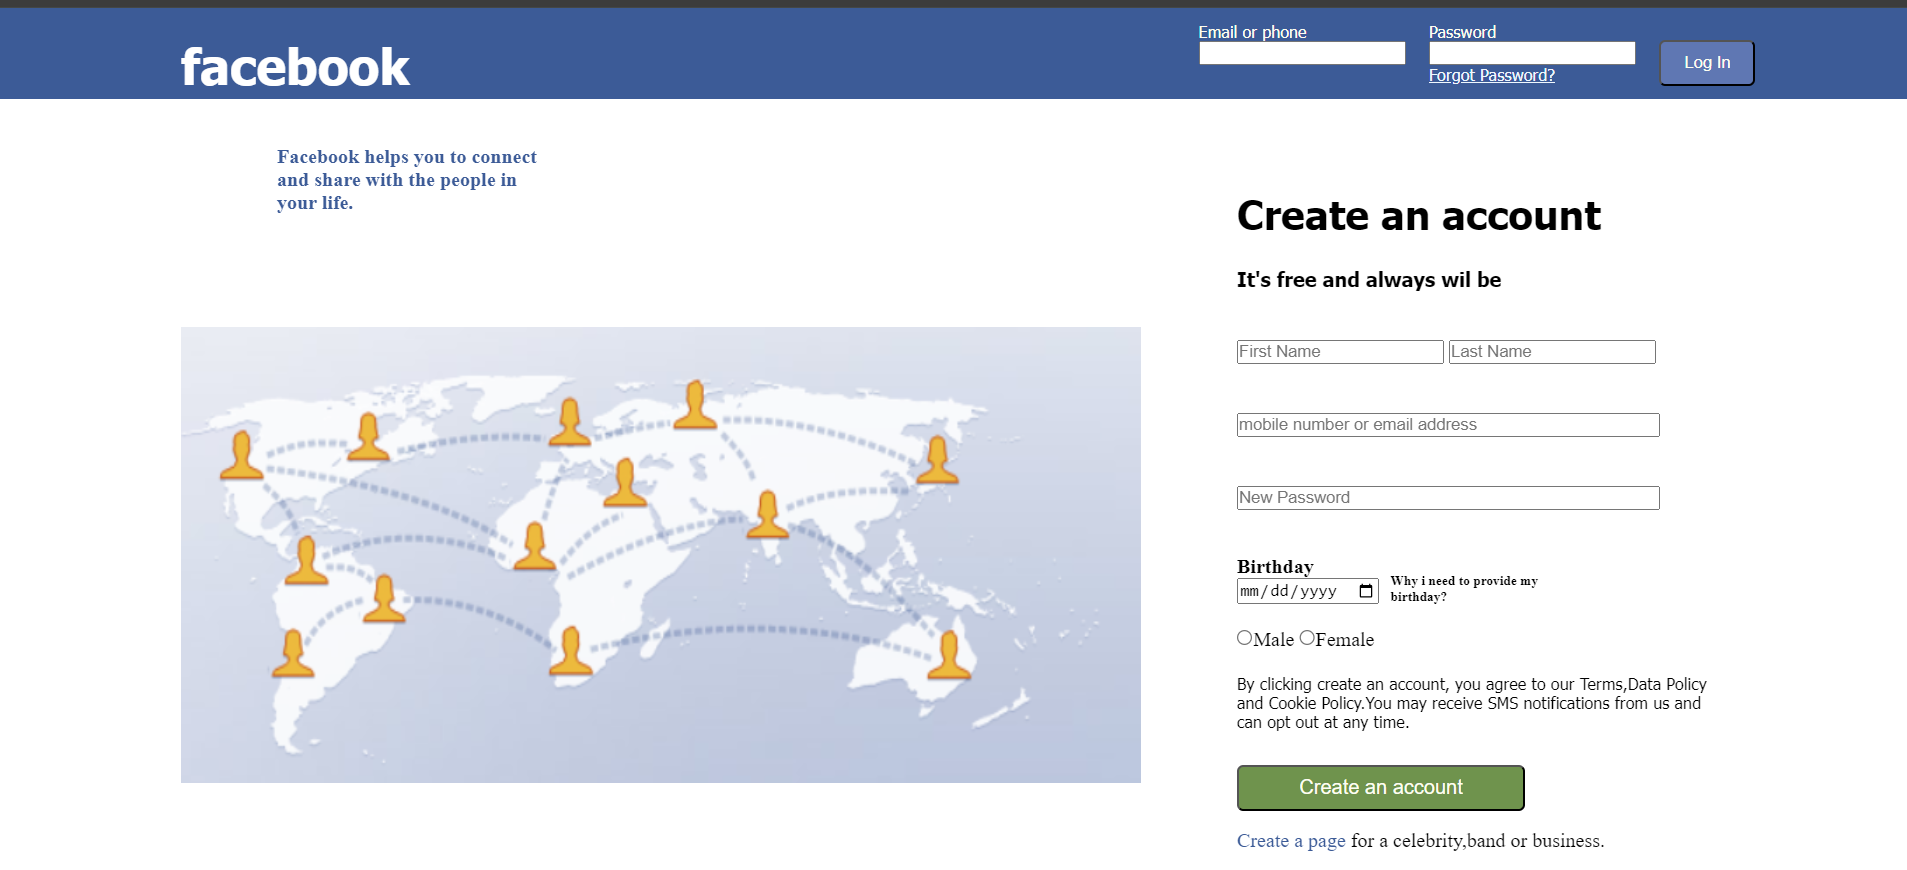 facebook
Email or phone
Password
Forgot Password?
Log In
Facebook helps you to connect
and share with the people in
your life.
Create an account
It's free and always wil be
First Name
Last Name
mobile number or email address
New Password
Birthday
mm/dd/yyyy
Why i need to provide my
birthday?
Male Female
By clicking create an account, you agree to our Terms,Data Policy
and Cookie Policy.You may receive SMS notifications from us and
can opt out at any time.
Create an account
Create a page for a celebrity,band or business.